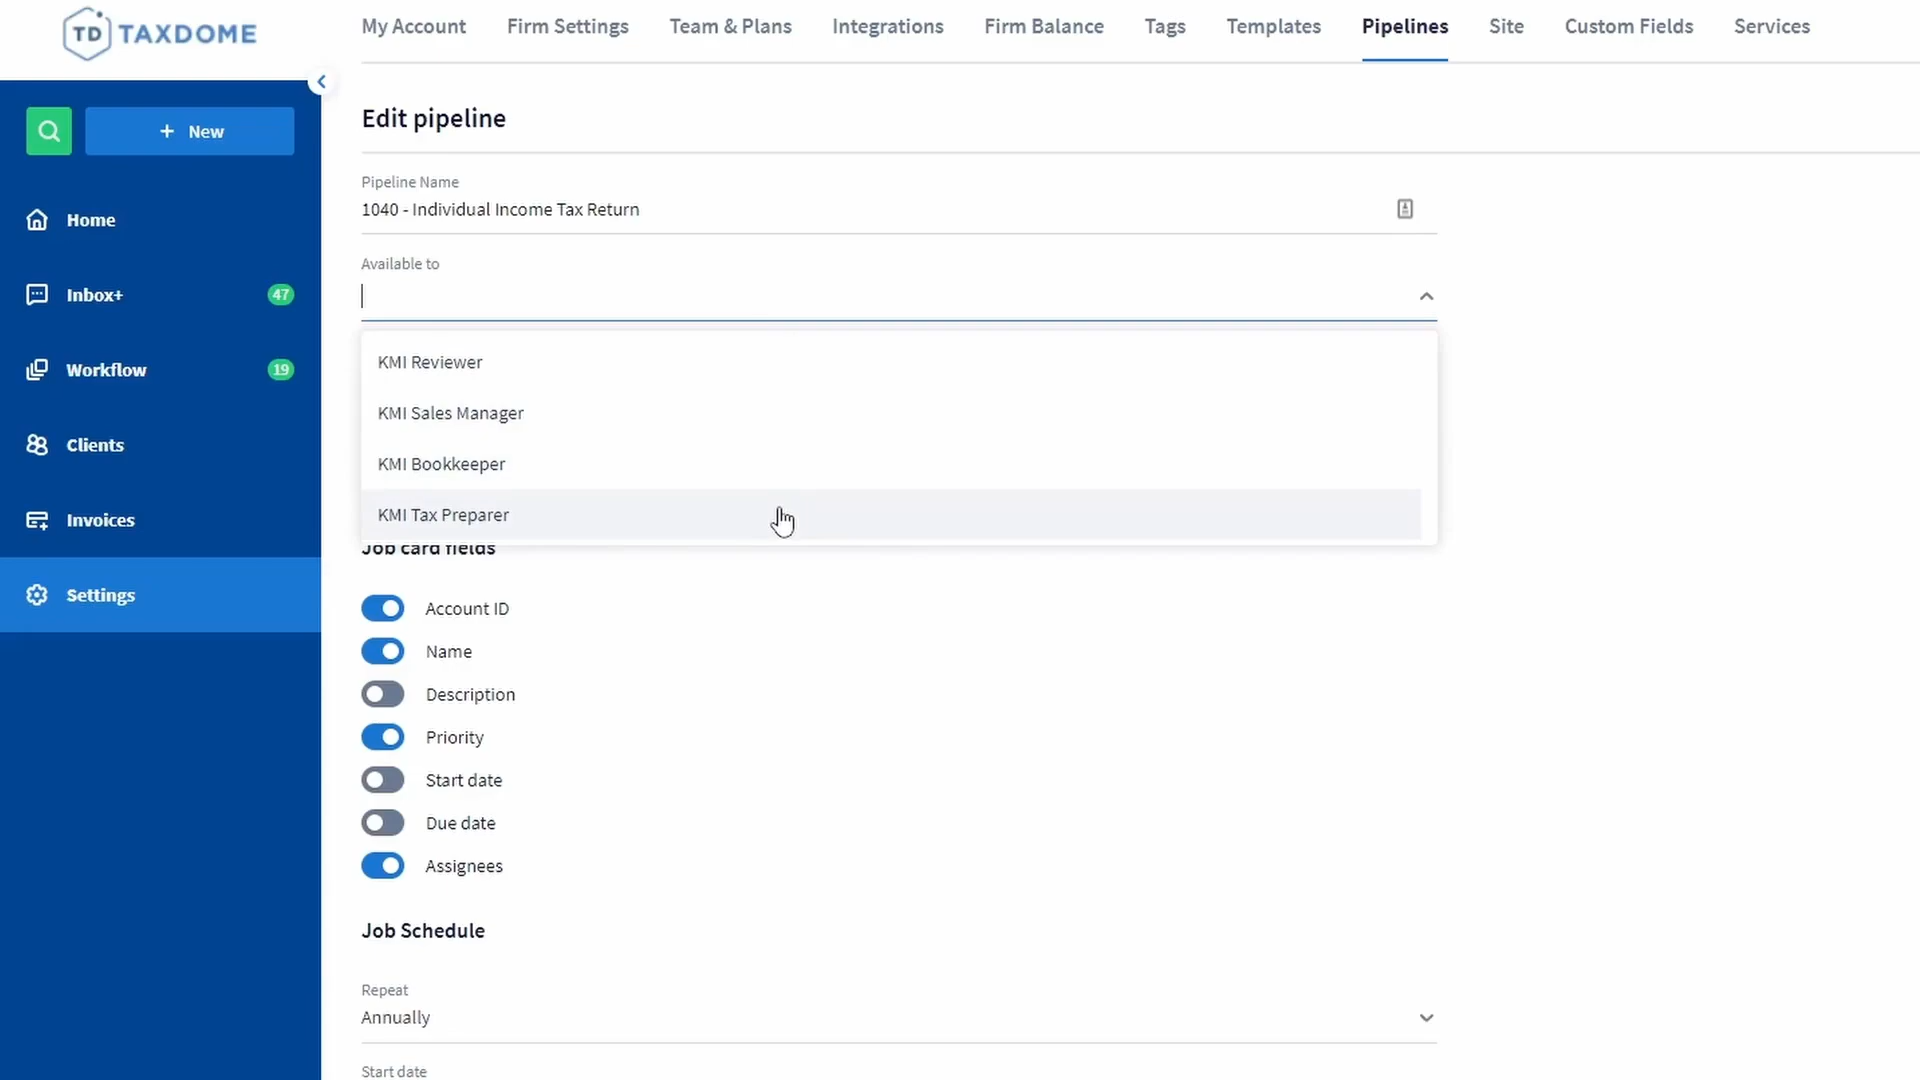 TD TAXDOME
My Account Firm Settings Team & Plans Integrations Firm Balance Tags Templates Pipelines Site Custom Fields Services
+ New
Home
Inbox+ 47
Workflow 19
Clients
Invoices
Settings
Edit pipeline
Pipeline Name
1040 - Individual Income Tax Return
Available to
KMI Reviewer
KMI Sales Manager
KMI Bookkeeper
KMI Tax Preparer
Job card fields
Account ID
Name
Description
Priority
Start date
Due date
Assignees
Job Schedule
Repeat
Annually
Start date